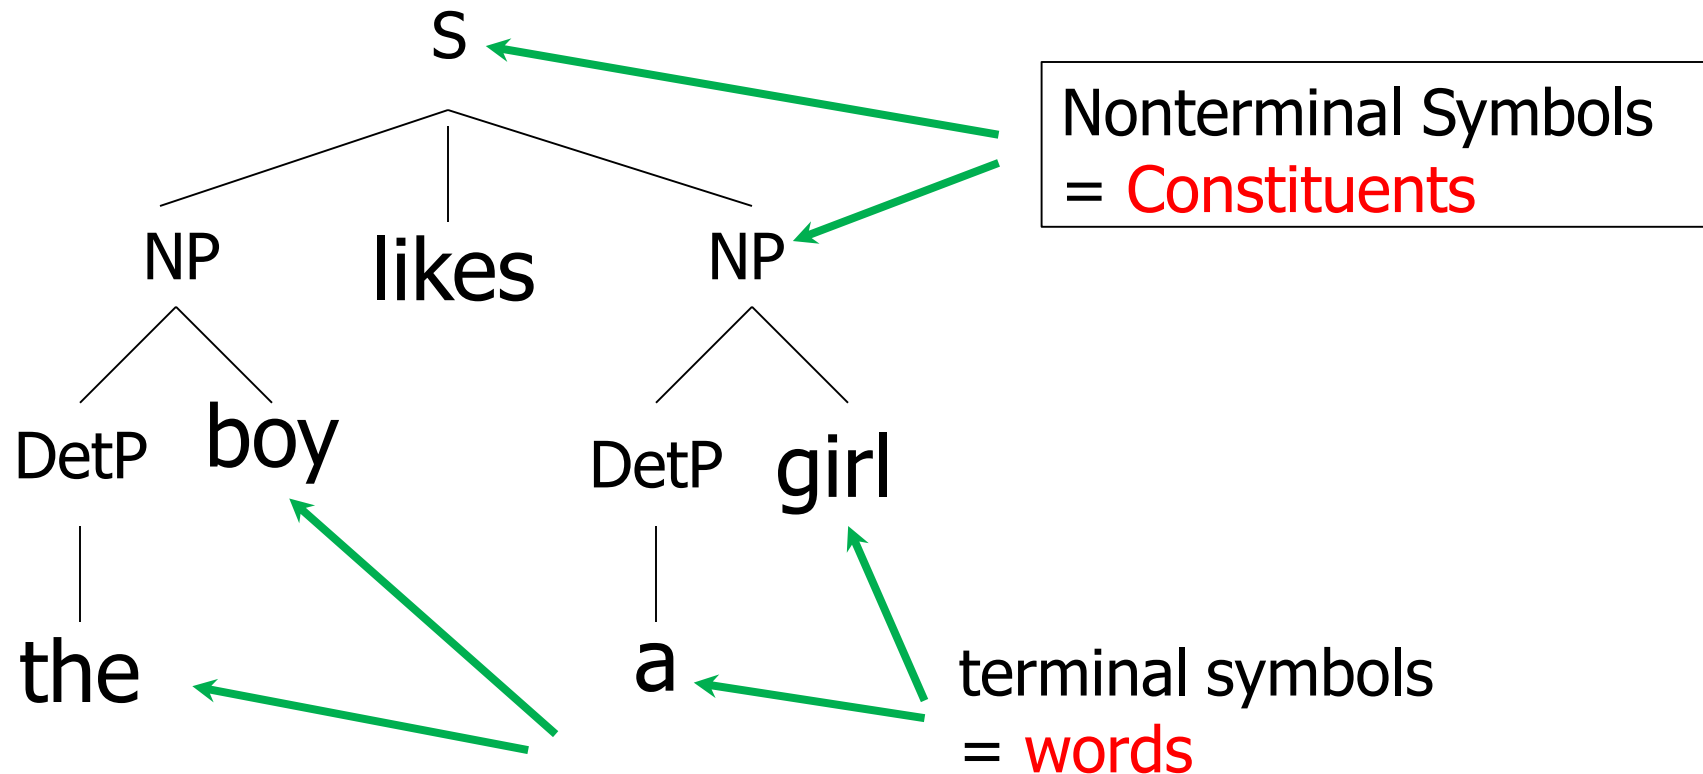 S
Nonterminal Symbols
= Constituents
NP likes NP
DetP boy DetP girl
the a
terminal symbols
= words